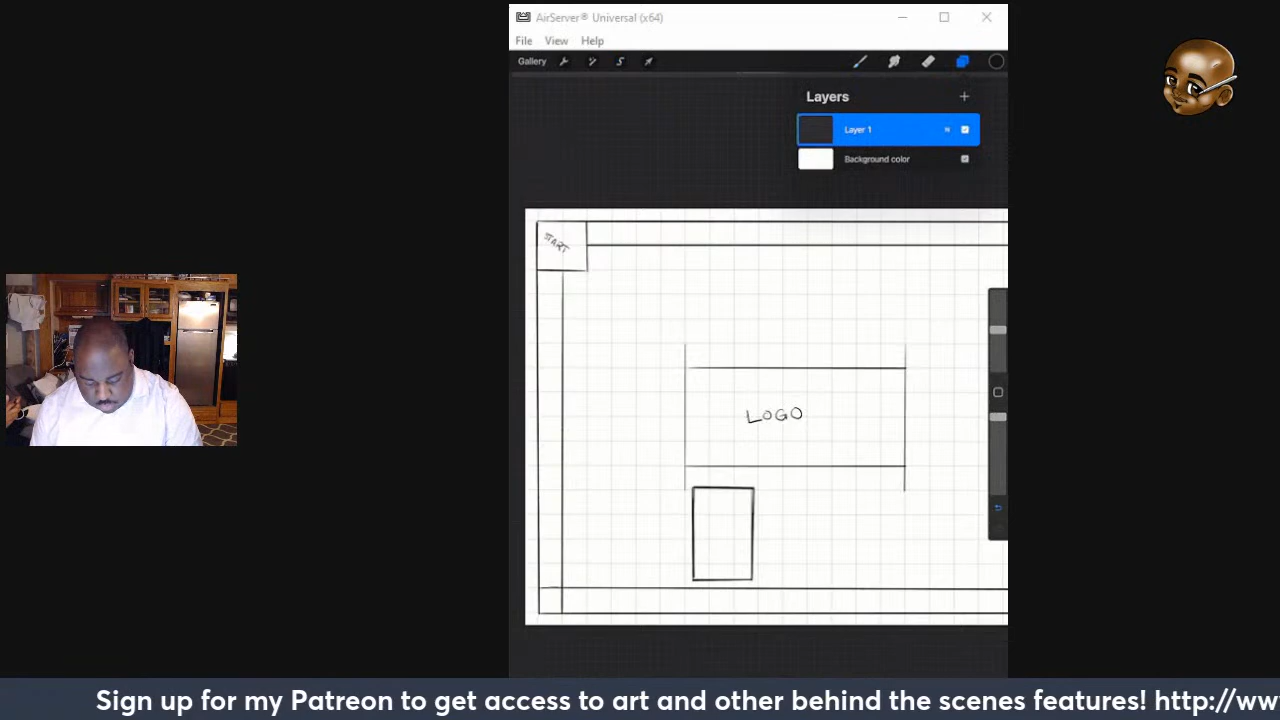 AirServer® Universal (x64)
File View Help
Gallery
Layers
Layer 1 N
Background color
START
LOGO
Sign up for my Patreon to get access to art and other behind the scenes features! http://ww